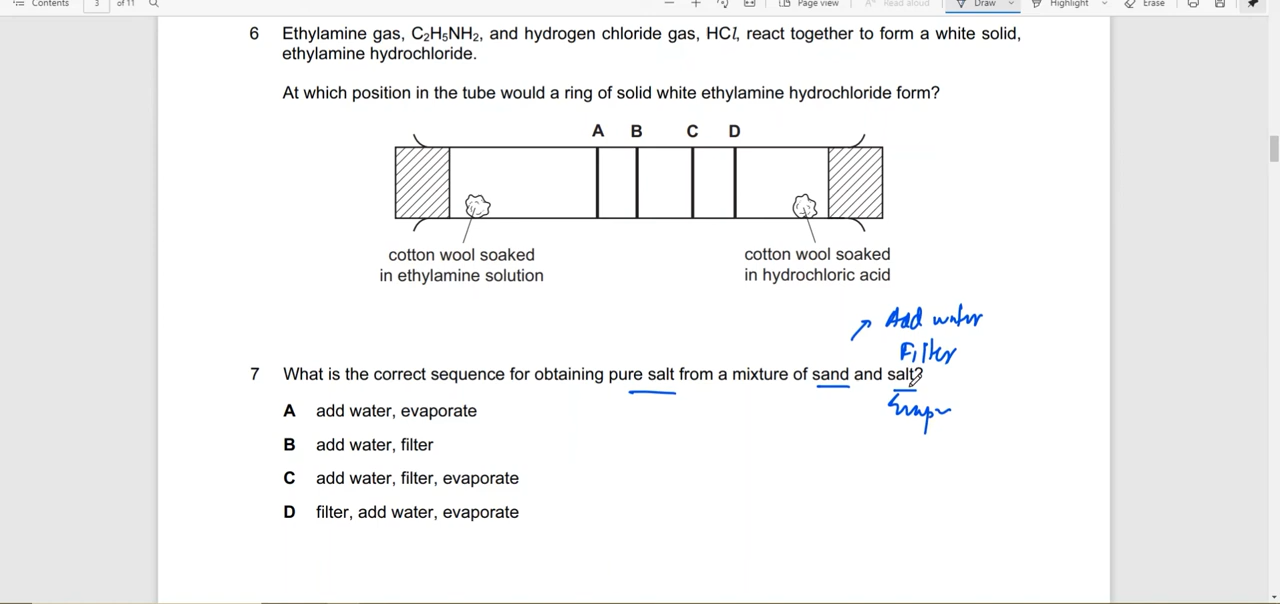 Contents 3 of 11 Page view Read aloud Draw Highlight Erase
6 Ethylamine gas, C₂H₅NH₂, and hydrogen chloride gas, HCl, react together to form a white solid,
ethylamine hydrochloride.
At which position in the tube would a ring of solid white ethylamine hydrochloride form?
A B C D
cotton wool soaked
in ethylamine solution
cotton wool soaked
in hydrochloric acid
Add water
Filter
7 What is the correct sequence for obtaining pure salt from a mixture of sand and salt?
A add water, evaporate
B add water, filter
C add water, filter, evaporate
D filter, add water, evaporate